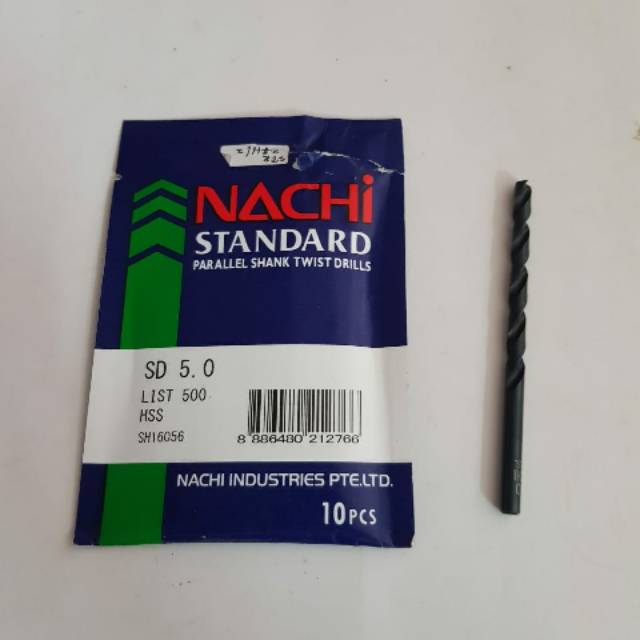 NACHi
STANDARD
PARALLEL SHANK TWIST DRILLS
SD 5.0
LIST 500
HSS
SH16056
8 886480 212766
NACHI INDUSTRIES PTE.LTD.
10PCS